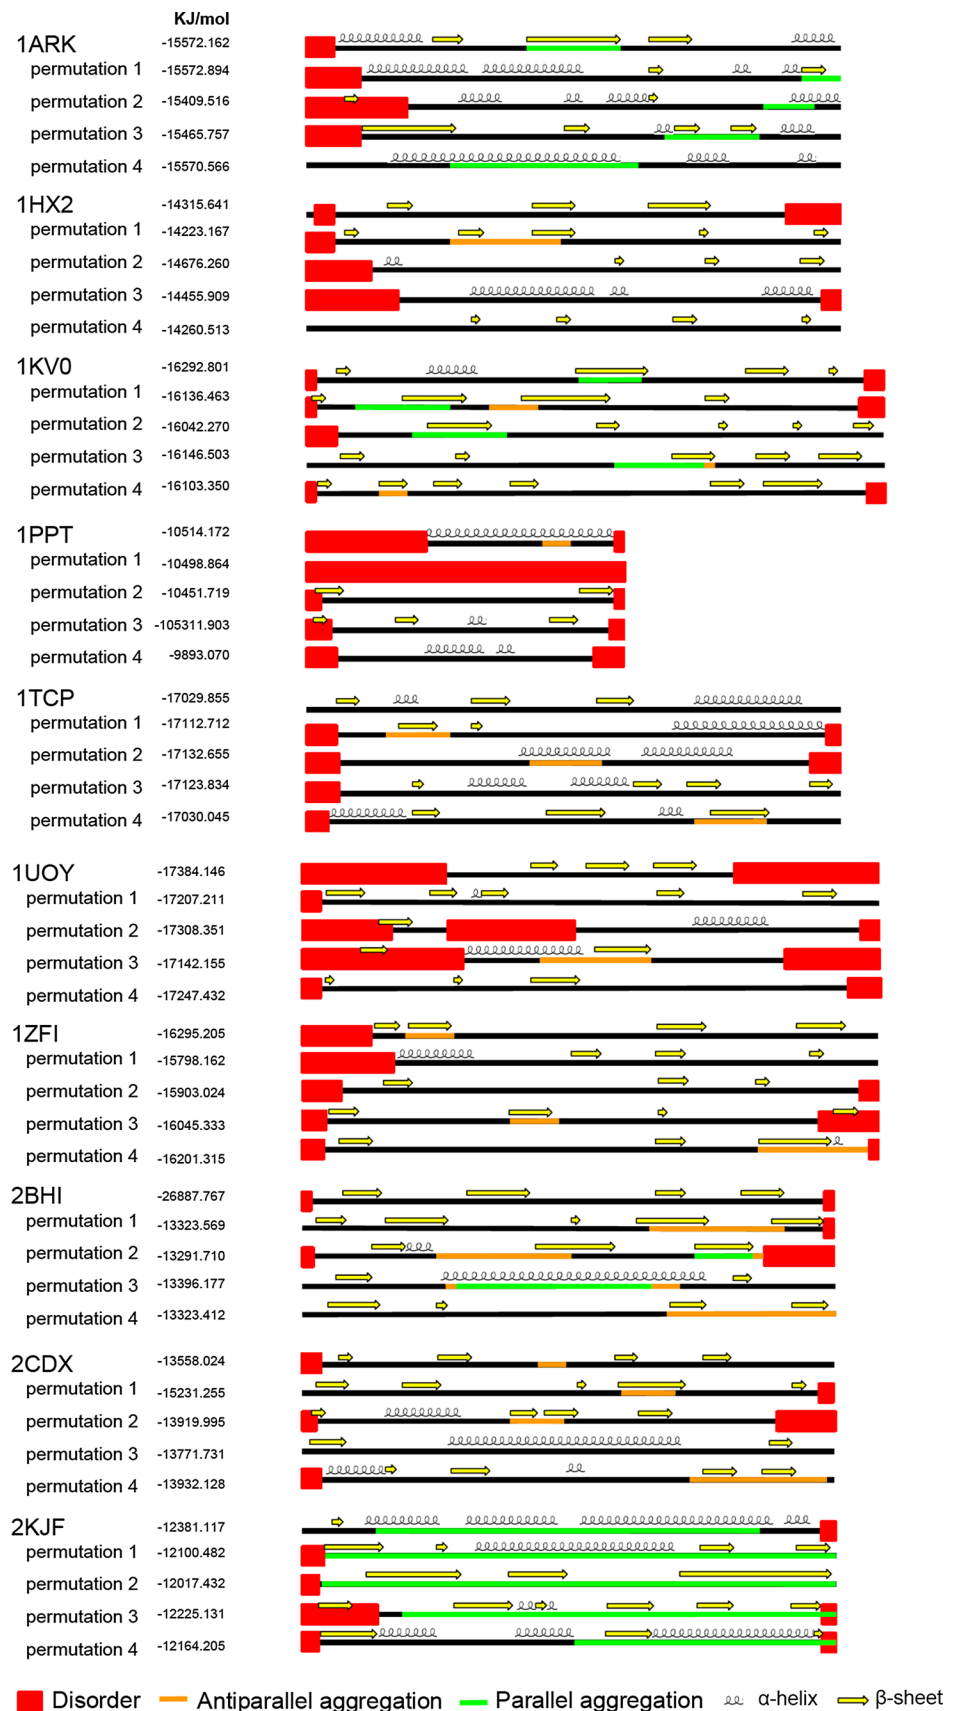 KJ/mol
1ARK -15572.162
permutation 1 -15572.894
permutation 2 -15409.516
permutation 3 -15465.757
permutation 4 -15570.566
1HX2 -14315.641
permutation 1 -14223.167
permutation 2 -14676.260
permutation 3 -14455.909
permutation 4 -14260.513
1KV0 -16292.801
permutation 1 -16136.463
permutation 2 -16042.270
permutation 3 -16146.503
permutation 4 -16103.350
1PPT -10514.172
permutation 1 -10498.864
permutation 2 -10451.719
permutation 3 -105311.903
permutation 4 -9893.070
1TCP -17029.855
permutation 1 -17112.712
permutation 2 -17132.655
permutation 3 -17123.834
permutation 4 -17030.045
1UOY -17384.146
permutation 1 -17207.211
permutation 2 -17308.351
permutation 3 -17142.155
permutation 4 -17247.432
1ZFI -16295.205
permutation 1 -15798.162
permutation 2 -15903.024
permutation 3 -16045.333
permutation 4 -16201.315
2BHI -26887.767
permutation 1 -13323.569
permutation 2 -13291.710
permutation 3 -13396.177
permutation 4 -13323.412
2CDX -13558.024
permutation 1 -15231.255
permutation 2 -13919.995
permutation 3 -13771.731
permutation 4 -13932.128
2KJF -12381.117
permutation 1 -12100.482
permutation 2 -12017.432
permutation 3 -12225.131
permutation 4 -12164.205
Disorder Antiparallel aggregation Parallel aggregation α-helix β-sheet